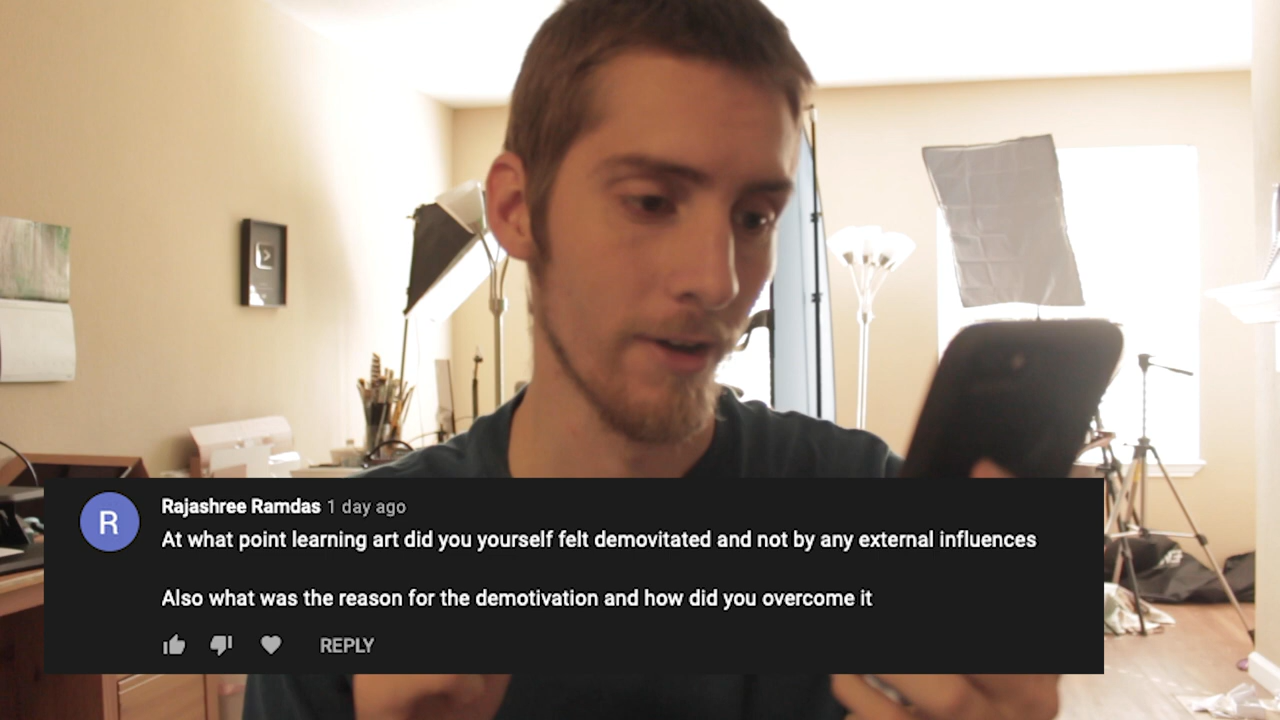 R
Rajashree Ramdas 1 day ago
At what point learning art did you yourself felt demovitated and not by any external influences
Also what was the reason for the demotivation and how did you overcome it
REPLY